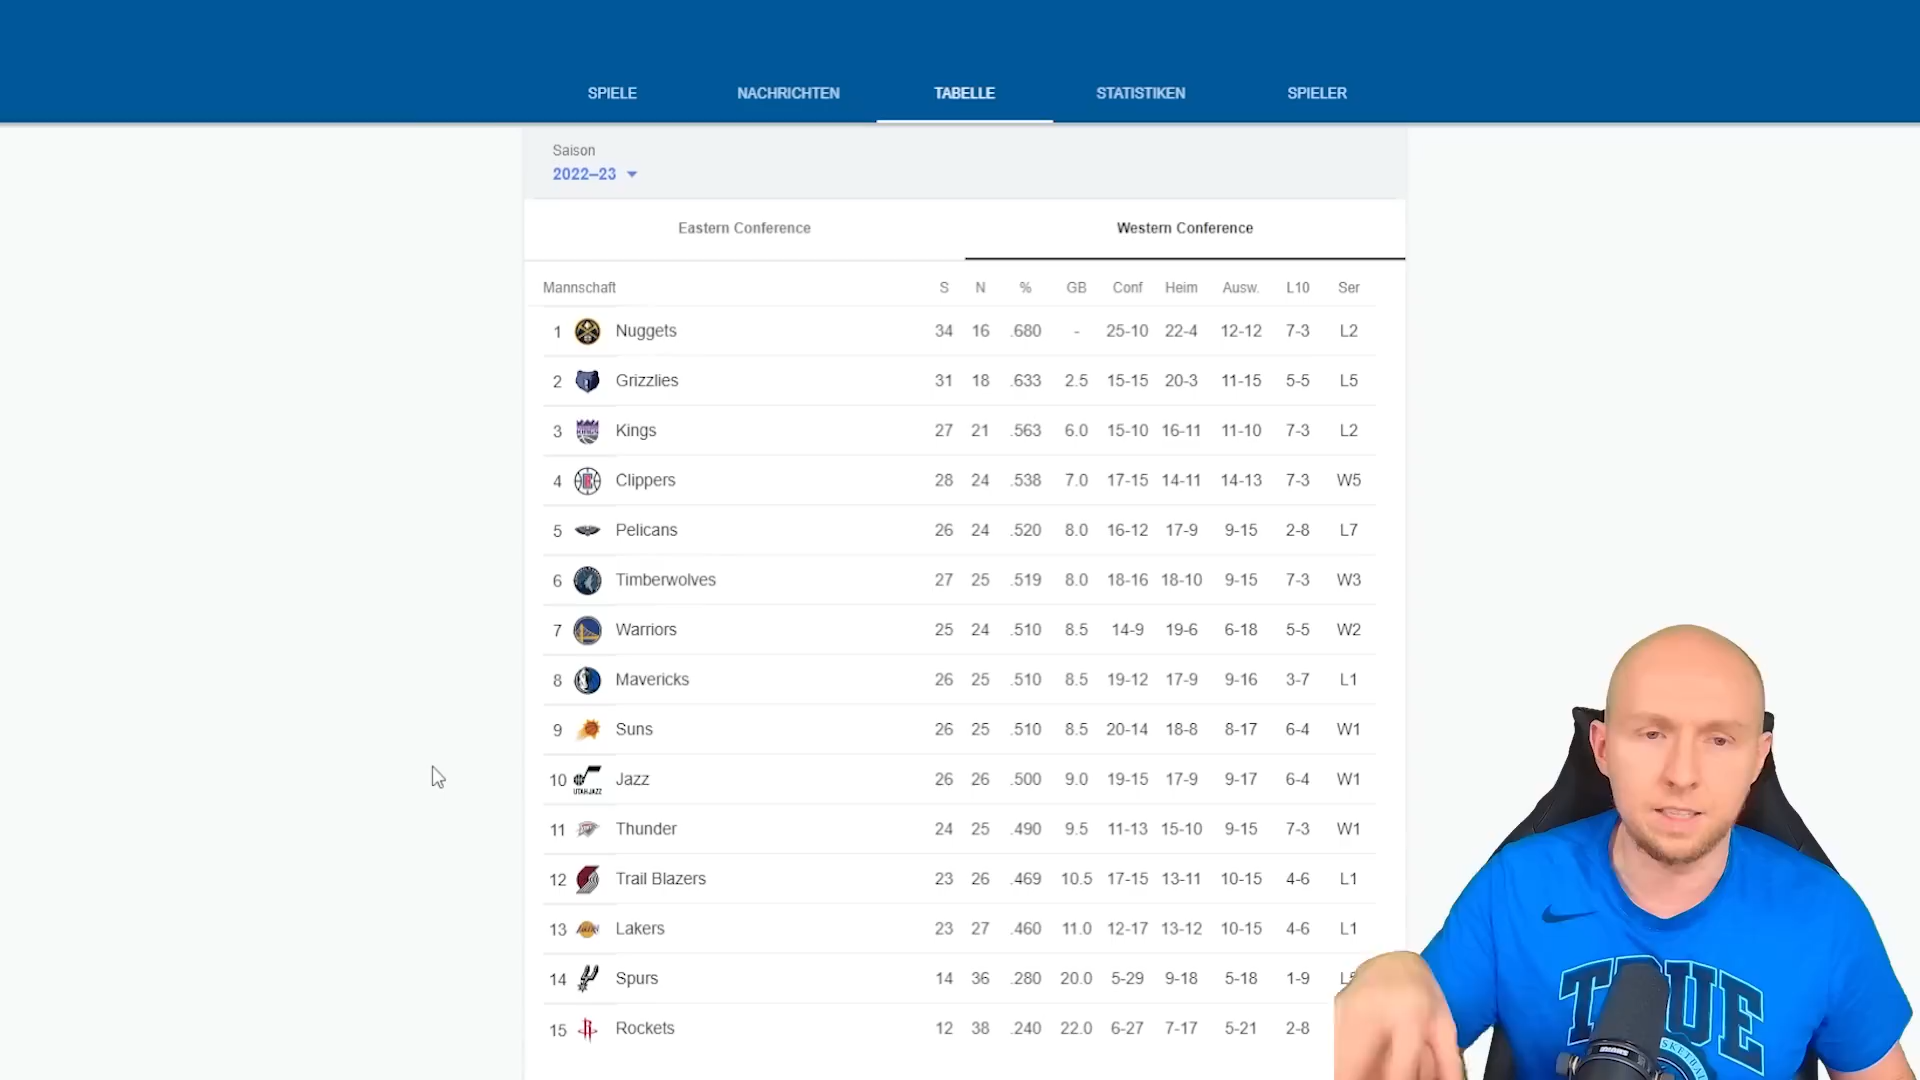 SPIELE NACHRICHTEN TABELLE STATISTIKEN SPIELER
Saison
2022–23
Eastern Conference Western Conference
Mannschaft S N % GB Conf Heim Ausw. L10 Ser
1 Nuggets 34 16 .680 - 25-10 22-4 12-12 7-3 L2
2 Grizzlies 31 18 .633 2.5 15-15 20-3 11-15 5-5 L5
3 Kings 27 21 .563 6.0 15-10 16-11 11-10 7-3 L2
4 Clippers 28 24 .538 7.0 17-15 14-11 14-13 7-3 W5
5 Pelicans 26 24 .520 8.0 16-12 17-9 9-15 2-8 L7
6 Timberwolves 27 25 .519 8.0 18-16 18-10 9-15 7-3 W3
7 Warriors 25 24 .510 8.5 14-9 19-6 6-18 5-5 W2
8 Mavericks 26 25 .510 8.5 19-12 17-9 9-16 3-7 L1
9 Suns 26 25 .510 8.5 20-14 18-8 8-17 6-4 W1
10 UTAH JAZZ Jazz 26 26 .500 9.0 19-15 17-9 9-17 6-4 W1
11 Thunder 24 25 .490 9.5 11-13 15-10 9-15 7-3 W1
12 Trail Blazers 23 26 .469 10.5 17-15 13-11 10-15 4-6 L1
13 Lakers 23 27 .460 11.0 12-17 13-12 10-15 4-6 L1
14 Spurs 14 36 .280 20.0 5-29 9-18 5-18 1-9
15 Rockets 12 38 .240 22.0 6-27 7-17 5-21 2-8
TRUE